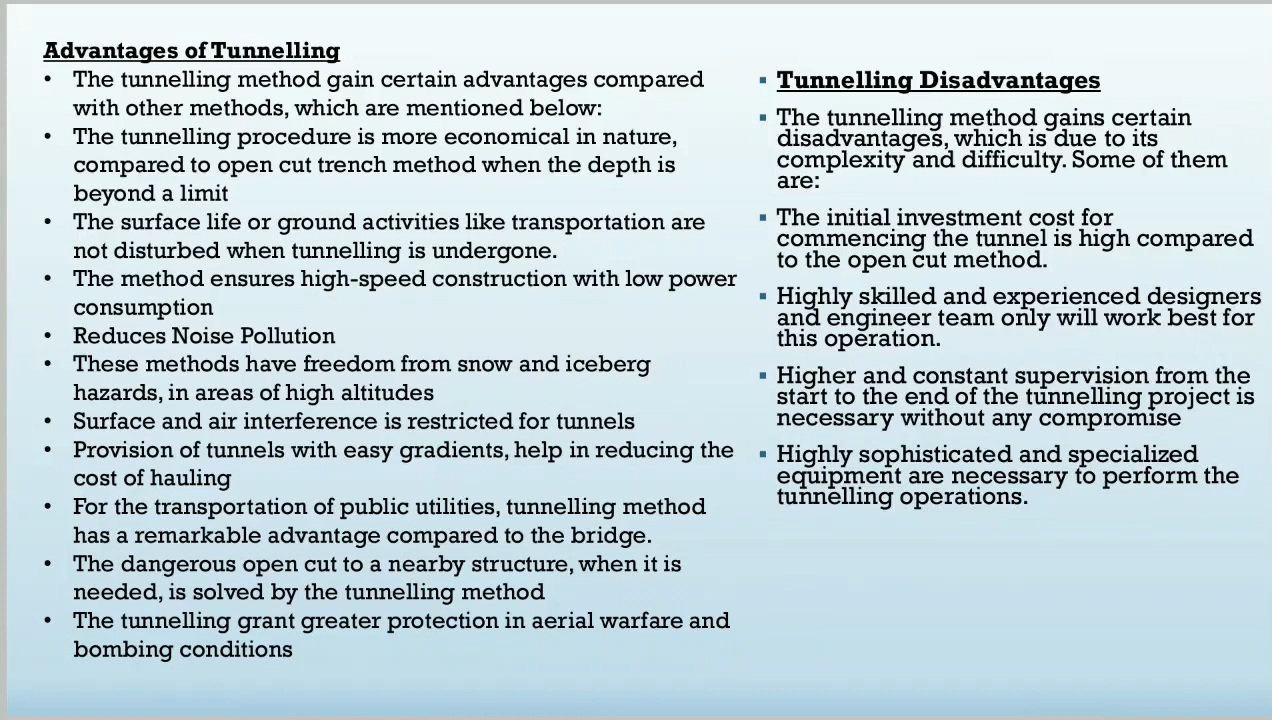 Advantages of Tunnelling
• The tunnelling method gain certain advantages compared
with other methods, which are mentioned below:
• The tunnelling procedure is more economical in nature,
compared to open cut trench method when the depth is
beyond a limit
• The surface life or ground activities like transportation are
not disturbed when tunnelling is undergone.
• The method ensures high-speed construction with low power
consumption
• Reduces Noise Pollution
• These methods have freedom from snow and iceberg
hazards, in areas of high altitudes
• Surface and air interference is restricted for tunnels
• Provision of tunnels with easy gradients, help in reducing the
cost of hauling
• For the transportation of public utilities, tunnelling method
has a remarkable advantage compared to the bridge.
• The dangerous open cut to a nearby structure, when it is
needed, is solved by the tunnelling method
• The tunnelling grant greater protection in aerial warfare and
bombing conditions
▪ Tunnelling Disadvantages
▪ The tunnelling method gains certain
disadvantages, which is due to its
complexity and difficulty. Some of them
are:
▪ The initial investment cost for
commencing the tunnel is high compared
to the open cut method.
▪ Highly skilled and experienced designers
and engineer team only will work best for
this operation.
▪ Higher and constant supervision from the
start to the end of the tunnelling project is
necessary without any compromise
▪ Highly sophisticated and specialized
equipment are necessary to perform the
tunnelling operations.